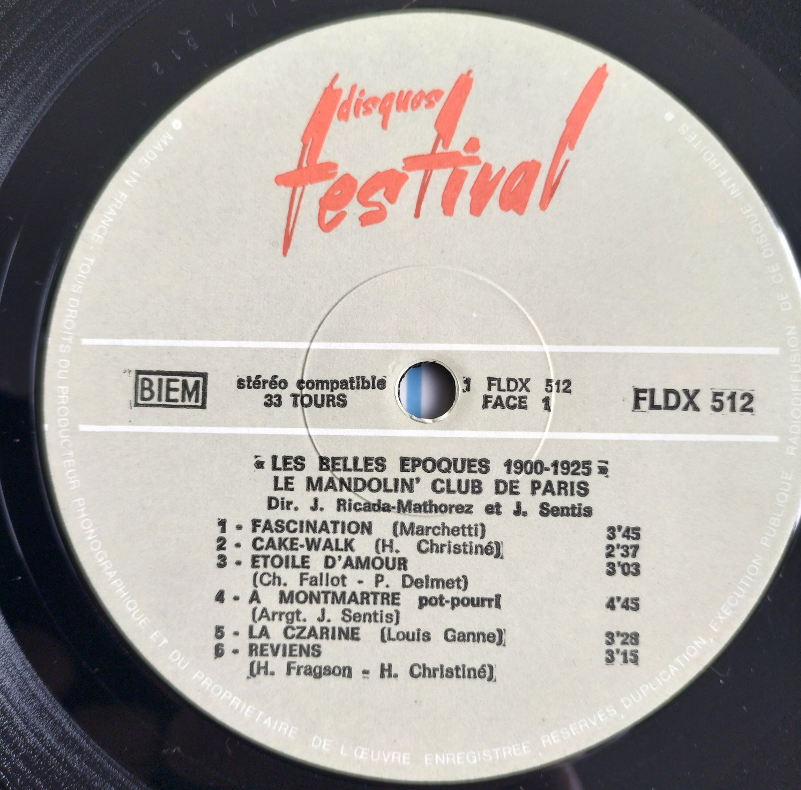 disques
festival
BIEM
stéréo compatible
33 TOURS
1 FLDX 512
FACE 1
FLDX 512
« LES BELLES EPOQUES 1900-1925 »
LE MANDOLIN' CLUB DE PARIS
Dir. J. Ricada-Mathorez et J. Sentis
1 - FASCINATION (Marchetti) 3'45
2 - CAKE-WALK (H. Christiné) 2'37
3 - ETOILE D'AMOUR 3'03
(Ch. Fallot - P. Delmet)
4 - A MONTMARTRE pot-pourri 4'45
(Arrgt. J. Sentis)
5 - LA CZARINE (Louis Ganne) 3'28
6 - REVIENS 3'15
(H. Fragson - H. Christiné)
MADE IN FRANCE : TOUS DROITS DU PRODUCTEUR PHONOGRAPHIQUE ET DU PROPRIETAIRE DE L'ŒUVRE ENREGISTREE RESERVES DUPLICATION, EXECUTION PUBLIQUE RADIODIFFUSION DE CE DISQUE INTERDITES